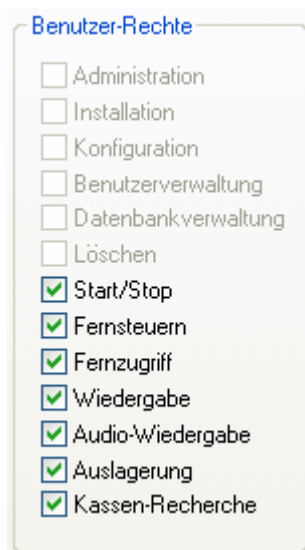 Benutzer-Rechte
Administration
Installation
Konfiguration
Benutzerverwaltung
Datenbankverwaltung
Löschen
Start/Stop
Fernsteuern
Fernzugriff
Wiedergabe
Audio-Wiedergabe
Auslagerung
Kassen-Recherche